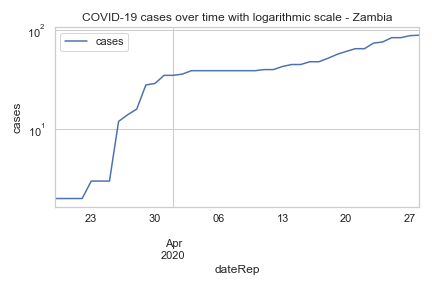 COVID-19 cases over time with logarithmic scale - Zambia
10²
cases
cases
10¹
23 30 06 13 20 27
Apr
2020
dateRep